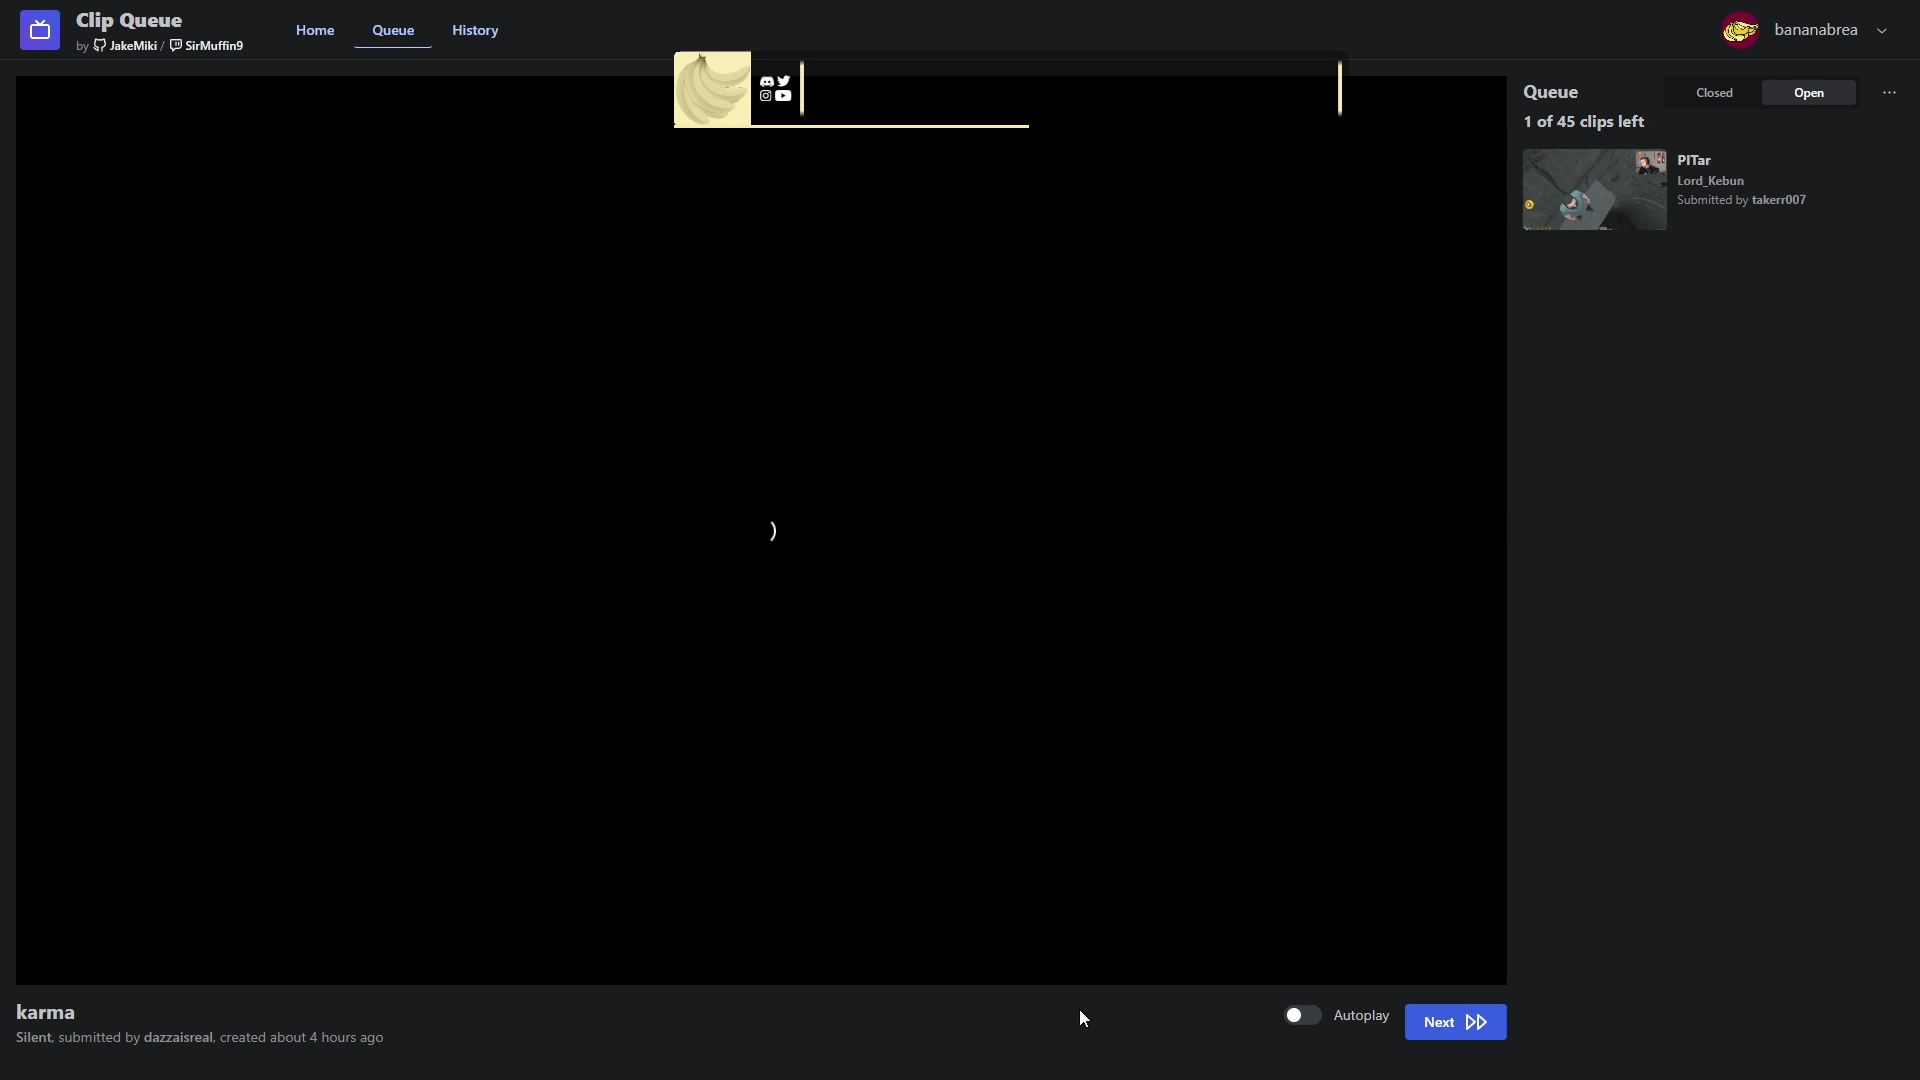 Clip Queue
by JakeMiki / SirMuffin9
Home
Queue
History
bananabrea
Queue
Closed
Open
1 of 45 clips left
PlTar
Lord_Kebun
Submitted by takerr007
karma
Silent, submitted by dazzaisreal, created about 4 hours ago
Autoplay
Next